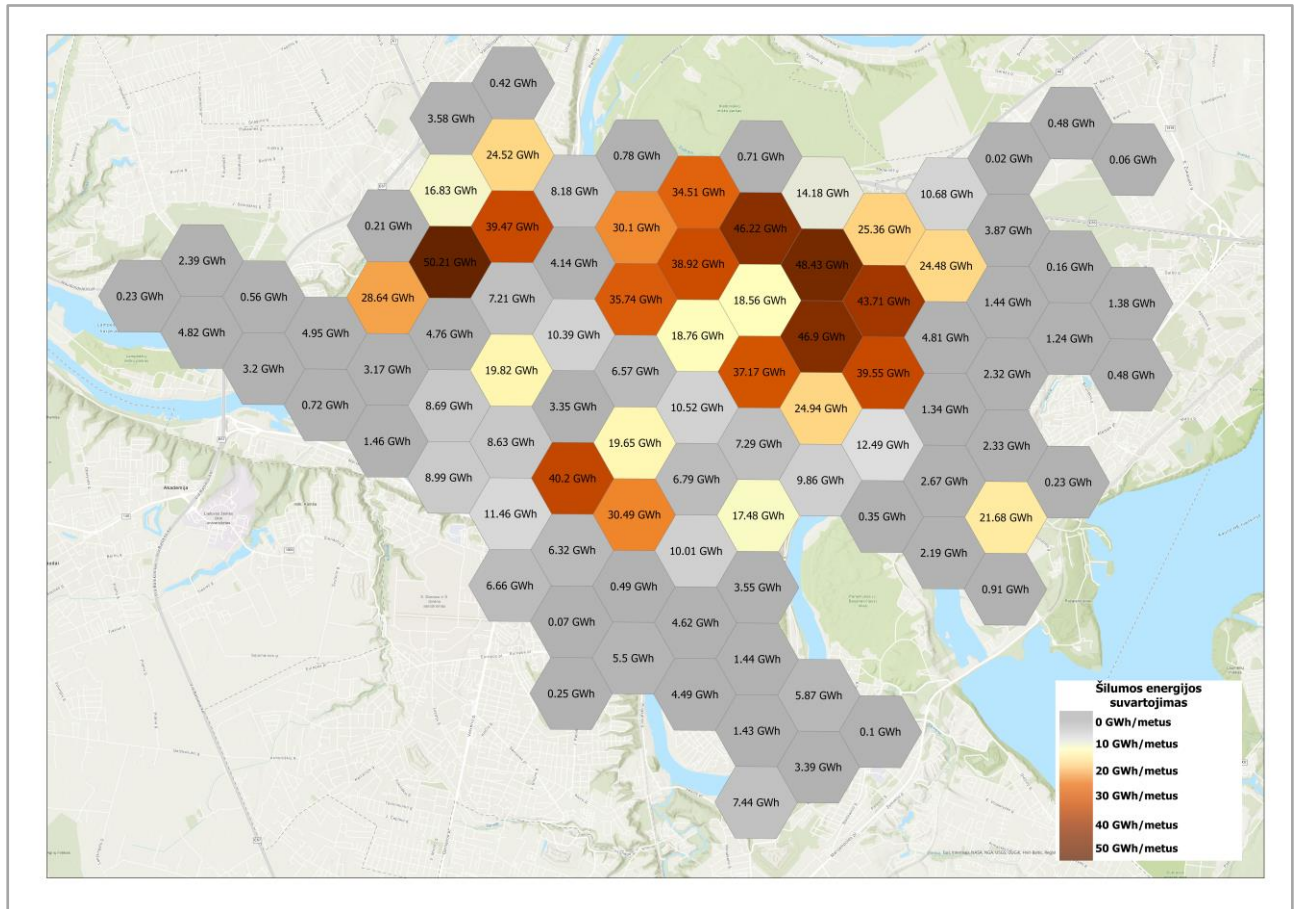 0.42 GWh
3.58 GWh
0.48 GWh
24.52 GWh
0.78 GWh
0.71 GWh
0.02 GWh
0.06 GWh
16.83 GWh
8.18 GWh
34.51 GWh
14.18 GWh
10.68 GWh
0.21 GWh
39.47 GWh
30.1 GWh
46.22 GWh
25.36 GWh
3.87 GWh
2.39 GWh
50.21 GWh
4.14 GWh
38.92 GWh
48.43 GWh
24.48 GWh
0.16 GWh
0.23 GWh
0.56 GWh
28.64 GWh
7.21 GWh
35.74 GWh
18.56 GWh
43.71 GWh
1.44 GWh
1.38 GWh
4.82 GWh
4.95 GWh
4.76 GWh
10.39 GWh
18.76 GWh
46.9 GWh
4.81 GWh
1.24 GWh
3.2 GWh
3.17 GWh
19.82 GWh
6.57 GWh
37.17 GWh
39.55 GWh
2.32 GWh
0.48 GWh
0.72 GWh
8.69 GWh
3.35 GWh
10.52 GWh
24.94 GWh
1.34 GWh
1.46 GWh
8.63 GWh
19.65 GWh
7.29 GWh
12.49 GWh
2.33 GWh
8.99 GWh
40.2 GWh
6.79 GWh
9.86 GWh
2.67 GWh
0.23 GWh
Akademija
11.46 GWh
30.49 GWh
17.48 GWh
0.35 GWh
21.68 GWh
6.32 GWh
10.01 GWh
2.19 GWh
6.66 GWh
0.49 GWh
3.55 GWh
0.91 GWh
0.07 GWh
4.62 GWh
5.5 GWh
1.44 GWh
0.25 GWh
4.49 GWh
5.87 GWh
1.43 GWh
0.1 GWh
3.39 GWh
7.44 GWh
Šilumos energijos
suvartojimas
0 GWh/metus
10 GWh/metus
20 GWh/metus
30 GWh/metus
40 GWh/metus
50 GWh/metus